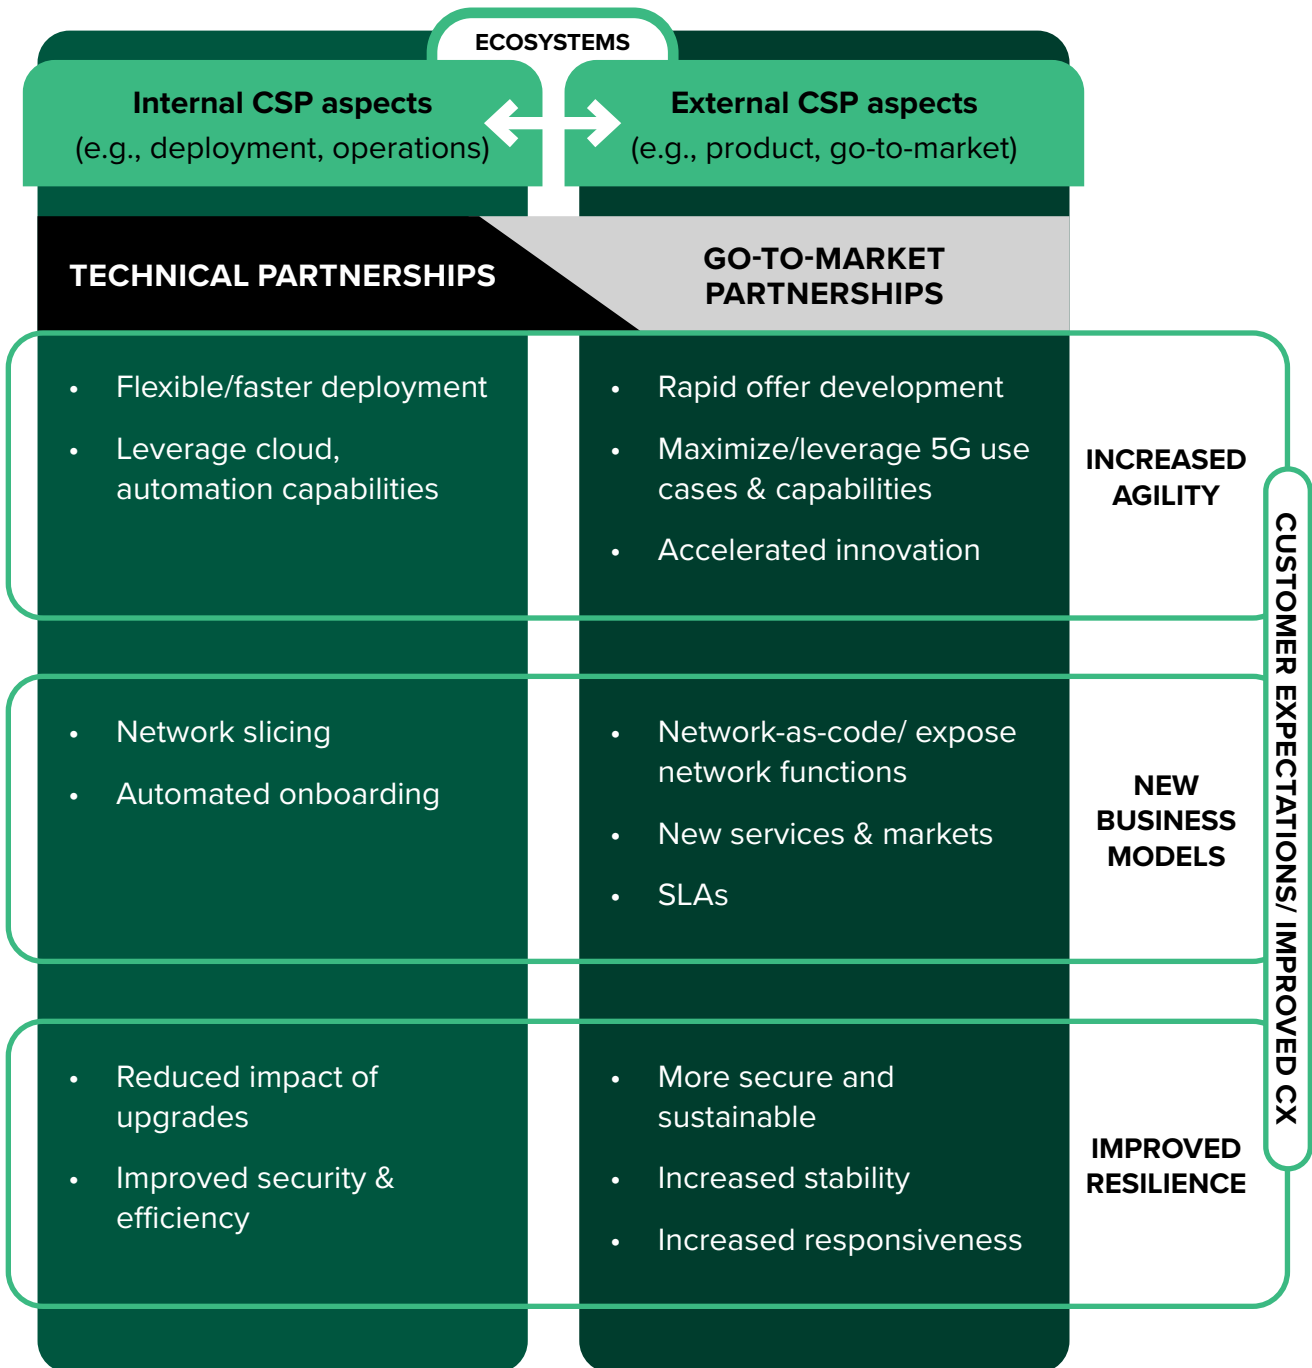 ECOSYSTEMS
Internal CSP aspects
(e.g., deployment, operations)
External CSP aspects
(e.g., product, go-to-market)
TECHNICAL PARTNERSHIPS
GO-TO-MARKET
PARTNERSHIPS
• Flexible/faster deployment
• Leverage cloud,
automation capabilities
• Rapid offer development
• Maximize/leverage 5G use
cases & capabilities
• Accelerated innovation
INCREASED
AGILITY
• Network slicing
• Automated onboarding
• Network-as-code/ expose
network functions
• New services & markets
• SLAs
NEW
BUSINESS
MODELS
• Reduced impact of
upgrades
• Improved security &
efficiency
• More secure and
sustainable
• Increased stability
• Increased responsiveness
IMPROVED
RESILIENCE
CUSTOMER EXPECTATIONS/ IMPROVED CX